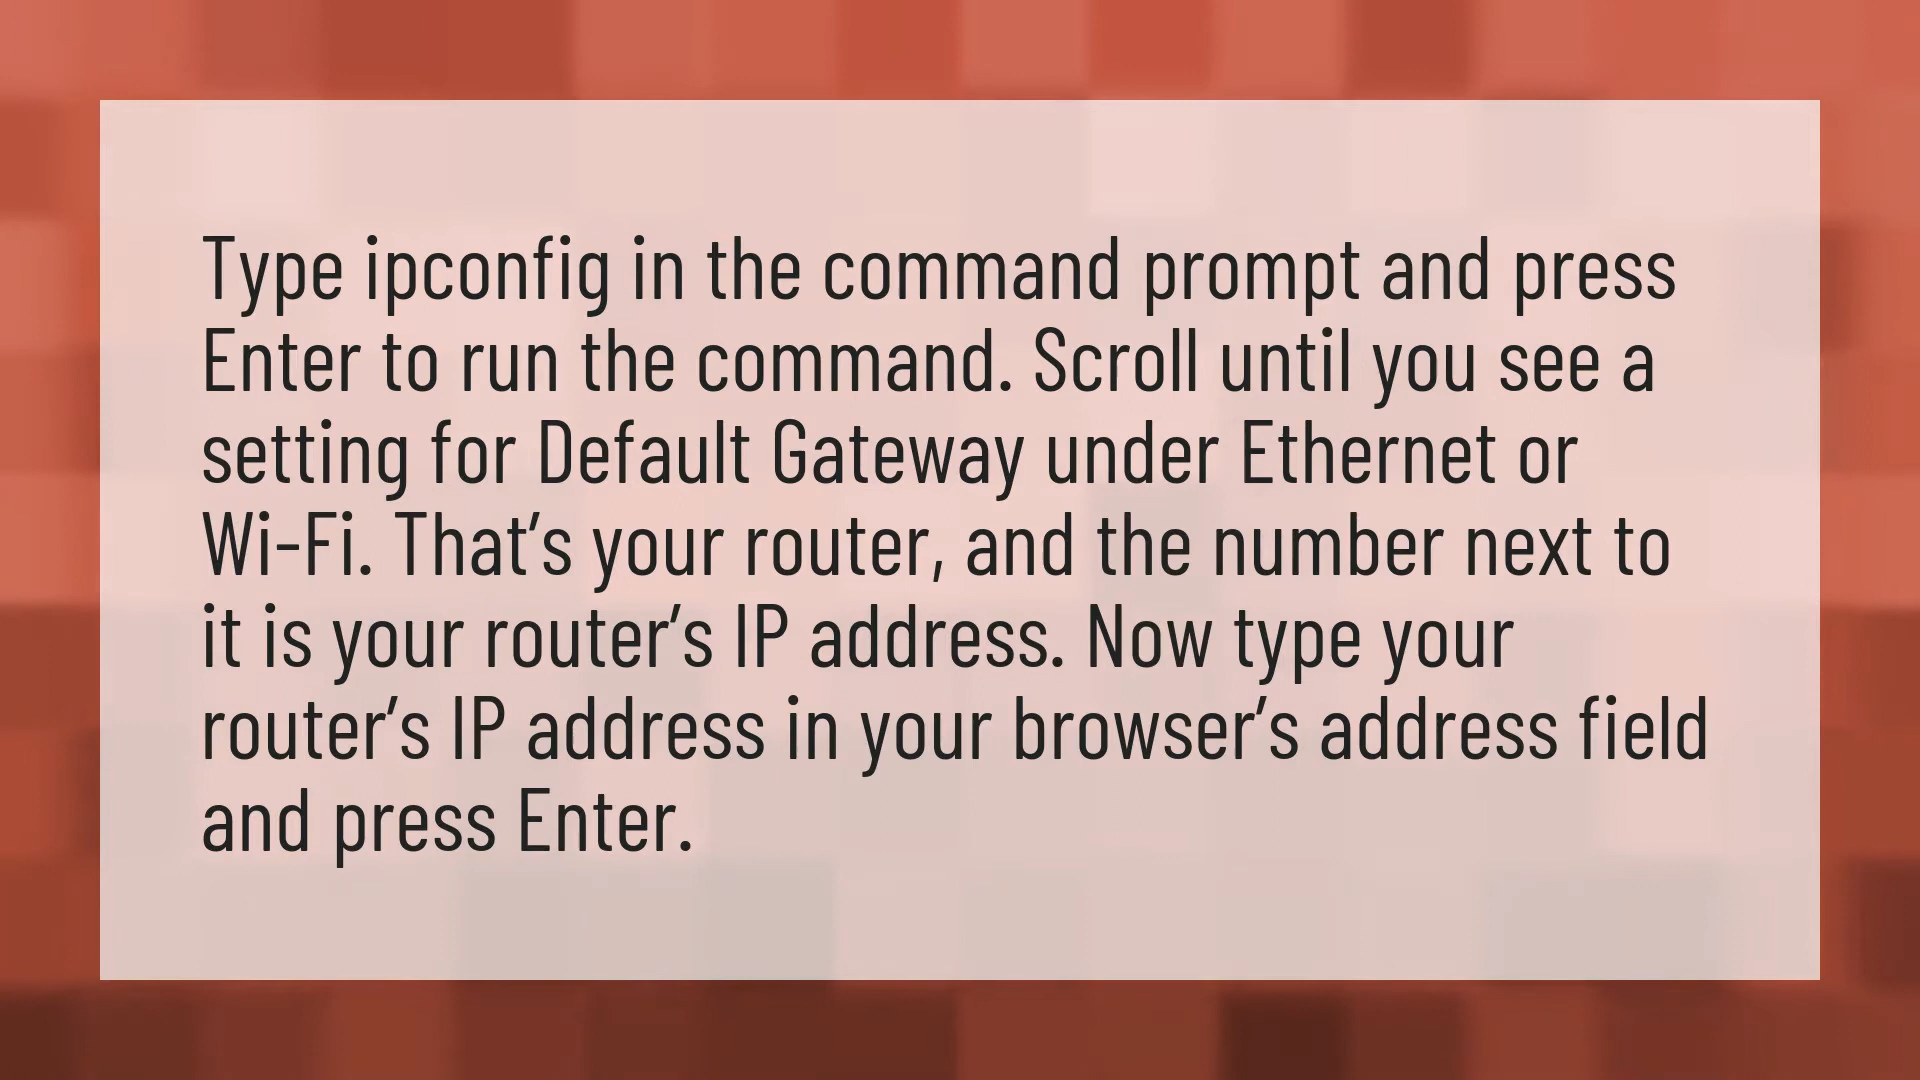 Type ipconfig in the command prompt and press
Enter to run the command. Scroll until you see a
setting for Default Gateway under Ethernet or
Wi-Fi. That’s your router, and the number next to
it is your router’s IP address. Now type your
router’s IP address in your browser’s address field
and press Enter.